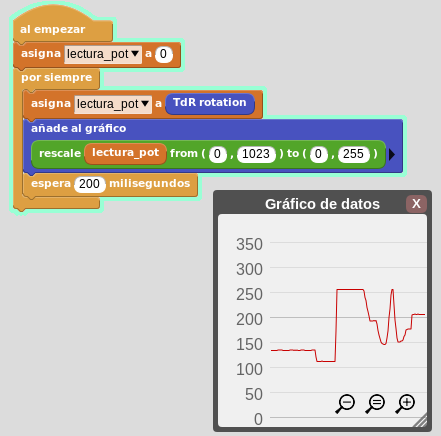 al empezar
asigna lectura_pot a 0
por siempre
asigna lectura_pot a TdR rotation
añade al gráfico
rescale lectura_pot from ( 0 , 1023 ) to ( 0 , 255 )
espera 200 milisegundos
Gráfico de datos X
350
300
250
200
150
100
50
0